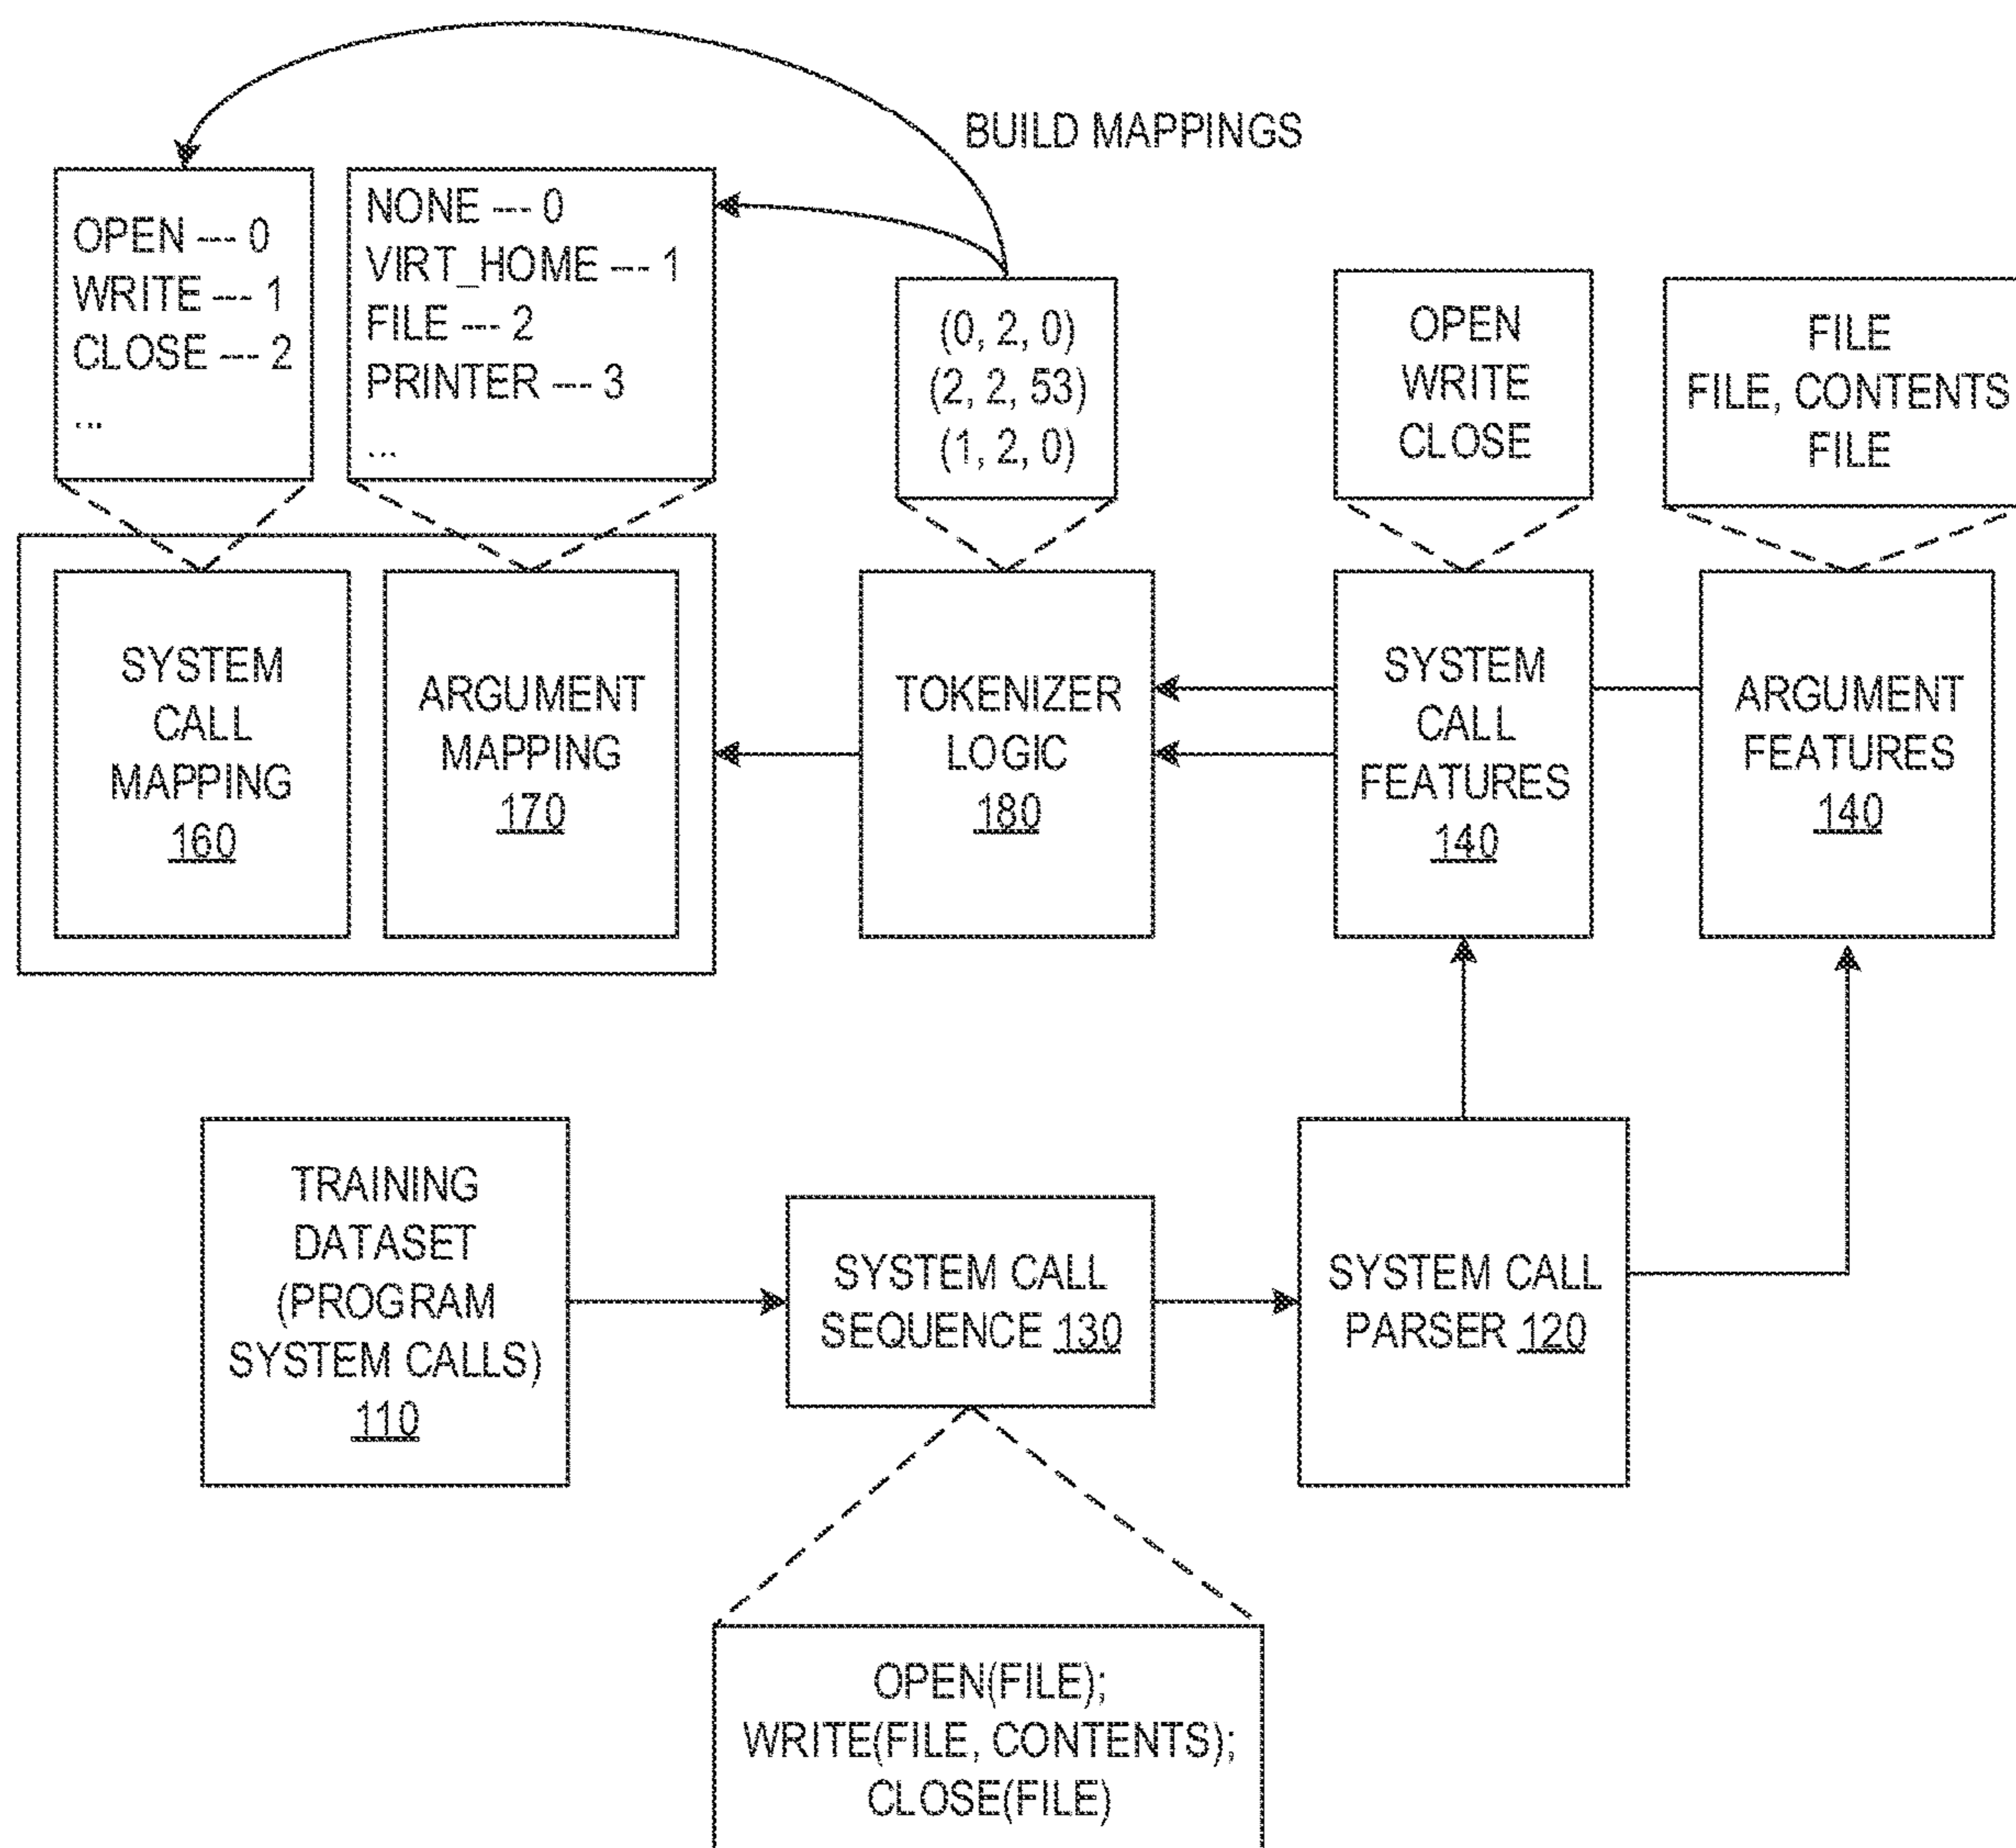 BUILD MAPPINGS
OPEN --- 0
WRITE --- 1
CLOSE --- 2
...
NONE --- 0
VIRT_HOME --- 1
FILE --- 2
PRINTER --- 3
...
(0, 2, 0)
(2, 2, 53)
(1, 2, 0)
OPEN
WRITE
CLOSE
FILE
FILE, CONTENTS
FILE
SYSTEM
CALL
MAPPING
160
ARGUMENT
MAPPING
170
TOKENIZER
LOGIC
180
SYSTEM
CALL
FEATURES
140
ARGUMENT
FEATURES
140
TRAINING
DATASET
(PROGRAM
SYSTEM CALLS)
110
SYSTEM CALL
SEQUENCE 130
SYSTEM CALL
PARSER 120
OPEN(FILE);
WRITE(FILE, CONTENTS);
CLOSE(FILE)